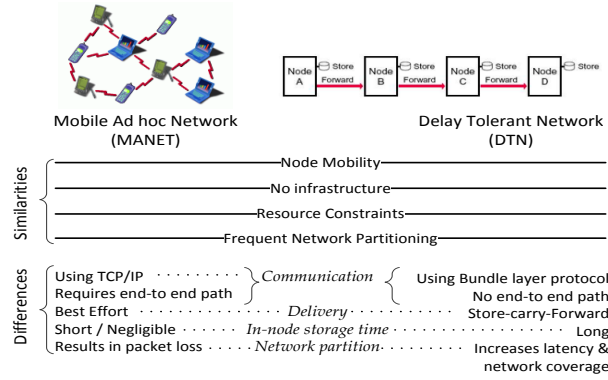 Node A
Store
Forward
Node B
Store
Forward
Node C
Store
Forward
Node D
Store
Mobile Ad hoc Network
(MANET)
Delay Tolerant Network
(DTN)
Similarities
Node Mobility
No infrastructure
Resource Constraints
Frequent Network Partitioning
Differences
Using TCP/IP
Requires end-to end path
Communication
Using Bundle layer protocol
No end-to end path
Best Effort Delivery Store-carry-Forward
Short / Negligible In-node storage time Long
Results in packet loss Network partition Increases latency &
network coverage